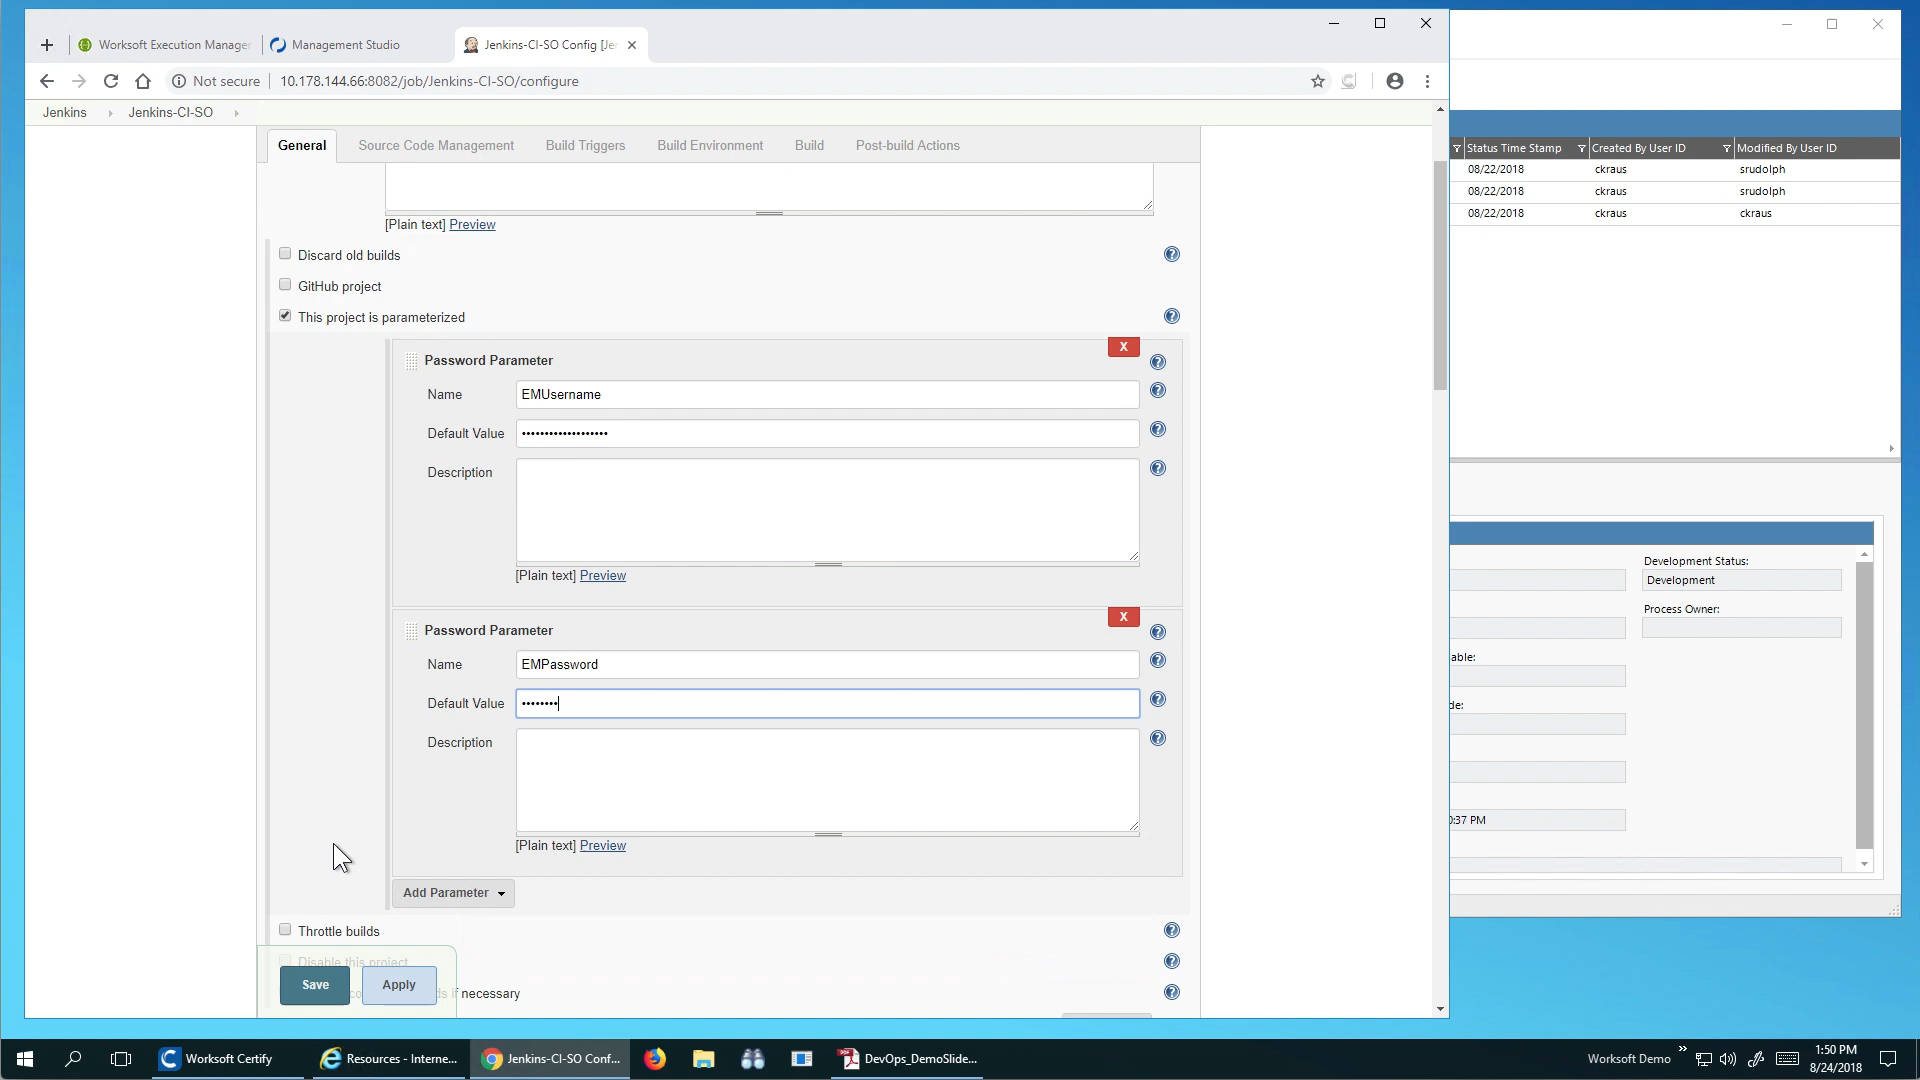 Worksoft Execution Manager
Management Studio
Jenkins-CI-SO Config [Je
Not secure
10.178.144.66:8082/job/Jenkins-CI-SO/configure
Jenkins
Jenkins-CI-SO
General
Source Code Management
Build Triggers
Build Environment
Build
Post-build Actions
[Plain text] Preview
Discard old builds
GitHub project
This project is parameterized
Password Parameter
X
Name
EMUsername
Default Value
•••••••••••••••••••
Description
[Plain text] Preview
Password Parameter
X
Name
EMPassword
Default Value
••••••••
Description
[Plain text] Preview
Add Parameter
Throttle builds
Disable this project
Save
Apply
if necessary
Status Time Stamp
Created By User ID
Modified By User ID
08/22/2018
ckraus
srudolph
08/22/2018
ckraus
srudolph
08/22/2018
ckraus
ckraus
Development Status:
Development
Process Owner:
able:
de:
0:37 PM
Worksoft Certify
Resources - Interne...
Jenkins-CI-SO Conf...
DevOps_DemoSlide...
Worksoft Demo
1:50 PM
8/24/2018